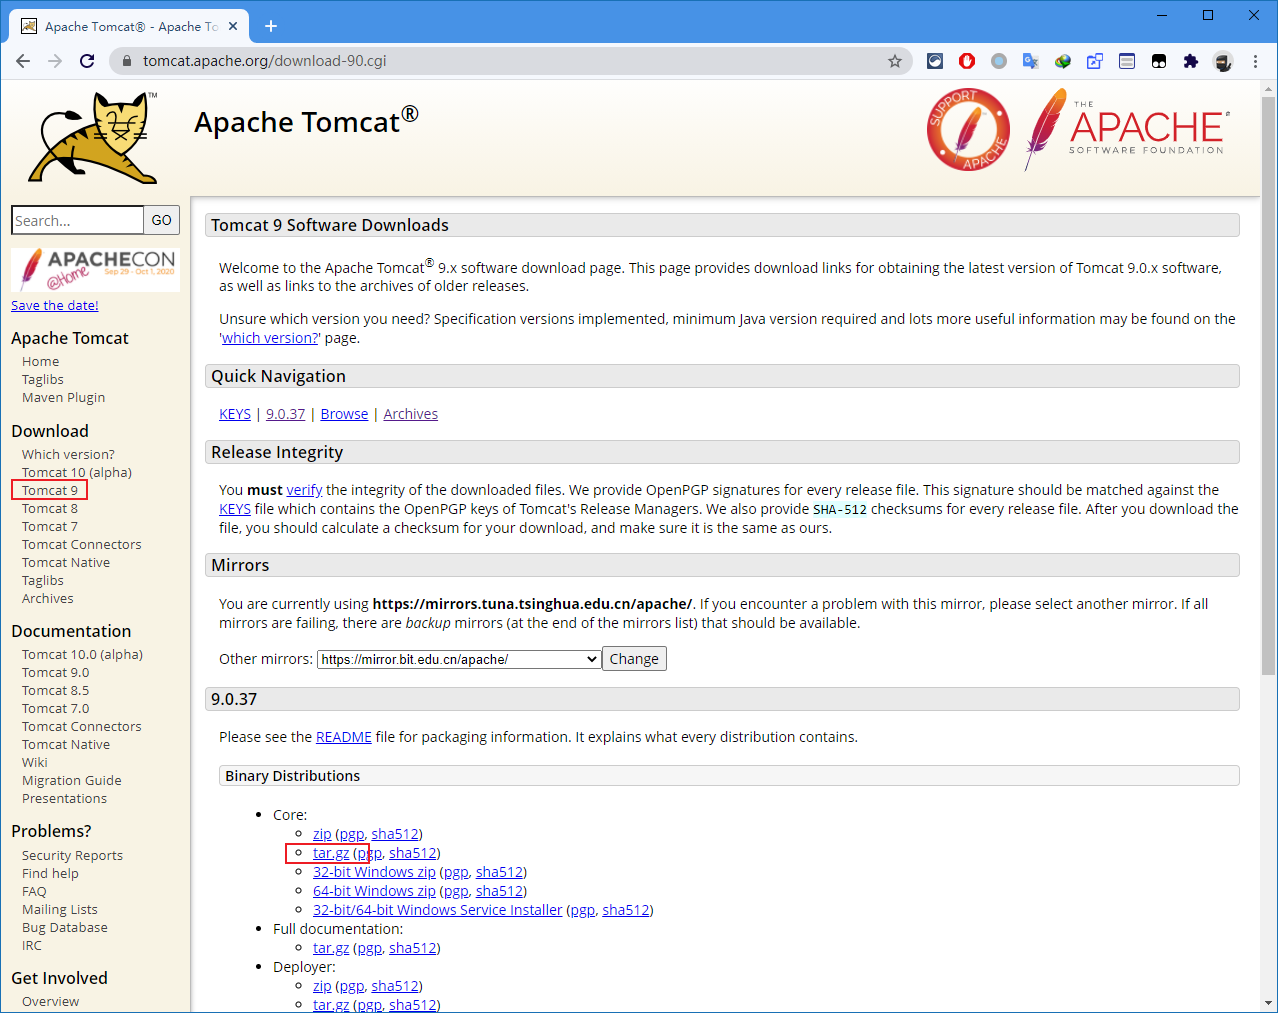 Apache Tomcat® - Apache To
tomcat.apache.org/download-90.cgi
TM
Apache Tomcat®
SUPPORT APACHE
THE
APACHE
SOFTWARE FOUNDATION
Search...
GO
APACHECON
@Home
Sep 29 - Oct 1, 2020
Save the date!
Apache Tomcat
Home
Taglibs
Maven Plugin
Download
Which version?
Tomcat 10 (alpha)
Tomcat 9
Tomcat 8
Tomcat 7
Tomcat Connectors
Tomcat Native
Taglibs
Archives
Documentation
Tomcat 10.0 (alpha)
Tomcat 9.0
Tomcat 8.5
Tomcat 7.0
Tomcat Connectors
Tomcat Native
Wiki
Migration Guide
Presentations
Problems?
Security Reports
Find help
FAQ
Mailing Lists
Bug Database
IRC
Get Involved
Overview
Tomcat 9 Software Downloads
Welcome to the Apache Tomcat® 9.x software download page. This page provides download links for obtaining the latest version of Tomcat 9.0.x software,
as well as links to the archives of older releases.
Unsure which version you need? Specification versions implemented, minimum Java version required and lots more useful information may be found on the
'which version?' page.
Quick Navigation
KEYS | 9.0.37 | Browse | Archives
Release Integrity
You must verify the integrity of the downloaded files. We provide OpenPGP signatures for every release file. This signature should be matched against the
KEYS file which contains the OpenPGP keys of Tomcat's Release Managers. We also provide SHA-512 checksums for every release file. After you download the
file, you should calculate a checksum for your download, and make sure it is the same as ours.
Mirrors
You are currently using https://mirrors.tuna.tsinghua.edu.cn/apache/. If you encounter a problem with this mirror, please select another mirror. If all
mirrors are failing, there are backup mirrors (at the end of the mirrors list) that should be available.
Other mirrors: https://mirror.bit.edu.cn/apache/ Change
9.0.37
Please see the README file for packaging information. It explains what every distribution contains.
Binary Distributions
Core:
zip (pgp, sha512)
tar.gz (pgp, sha512)
32-bit Windows zip (pgp, sha512)
64-bit Windows zip (pgp, sha512)
32-bit/64-bit Windows Service Installer (pgp, sha512)
Full documentation:
tar.gz (pgp, sha512)
Deployer:
zip (pgp, sha512)
tar.gz (pgp, sha512)